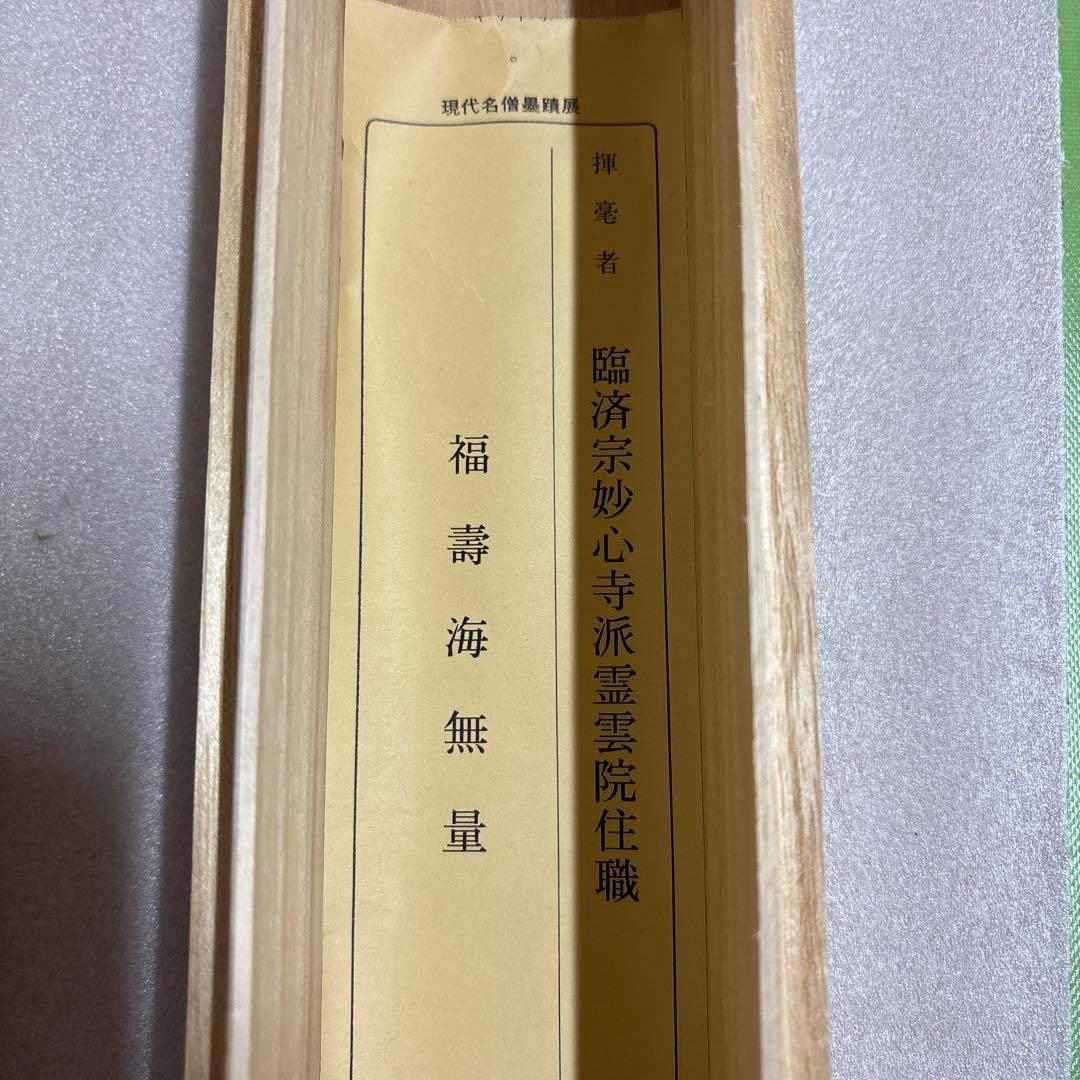 現代名僧墨蹟展
揮毫者 臨済宗妙心寺派霊雲院住職
福壽海無量